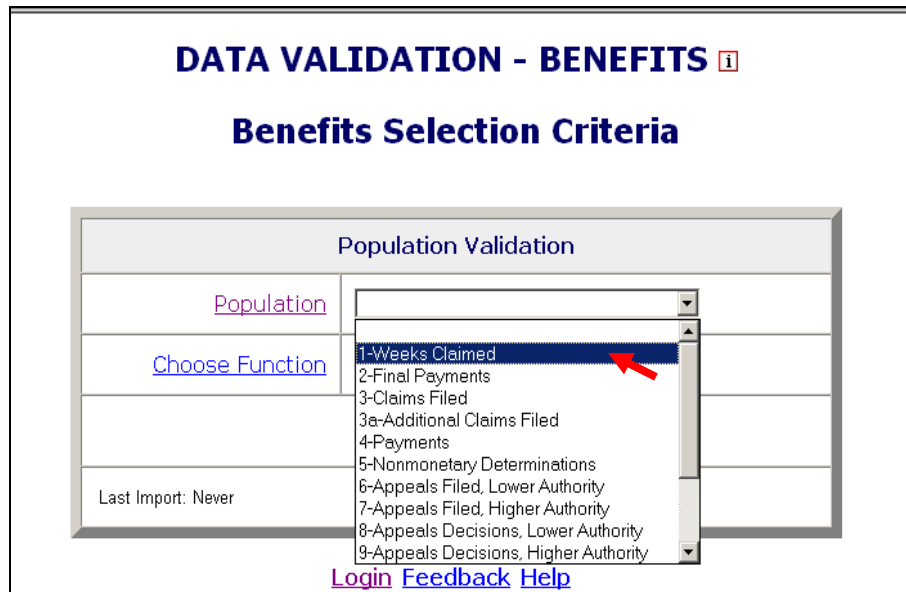 DATA VALIDATION - BENEFITS i
Benefits Selection Criteria
Population Validation
Population
Choose Function
1-Weeks Claimed
2-Final Payments
3-Claims Filed
3a-Additional Claims Filed
4-Payments
5-Nonmonetary Determinations
6-Appeals Filed, Lower Authority
7-Appeals Filed, Higher Authority
8-Appeals Decisions, Lower Authority
9-Appeals Decisions, Higher Authority
Last Import: Never
Login Feedback Help